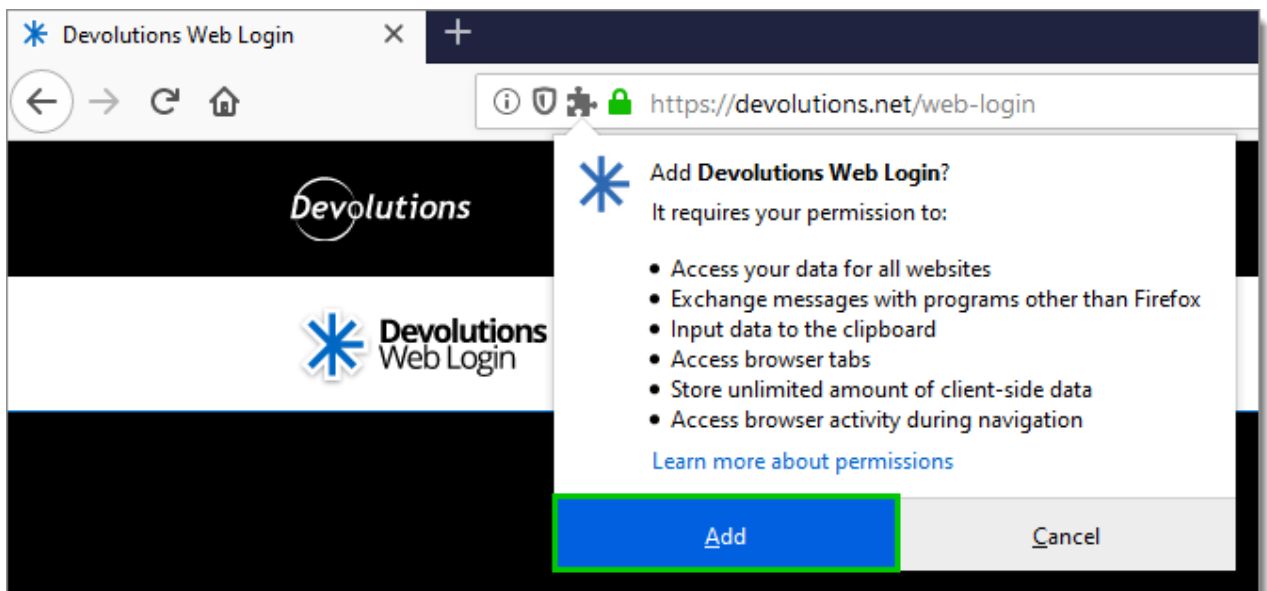 Devolutions Web Login
https://devolutions.net/web-login
Devolutions
Devolutions
Web Login
Add Devolutions Web Login?
It requires your permission to:
• Access your data for all websites
• Exchange messages with programs other than Firefox
• Input data to the clipboard
• Access browser tabs
• Store unlimited amount of client-side data
• Access browser activity during navigation
Learn more about permissions
Add
Cancel